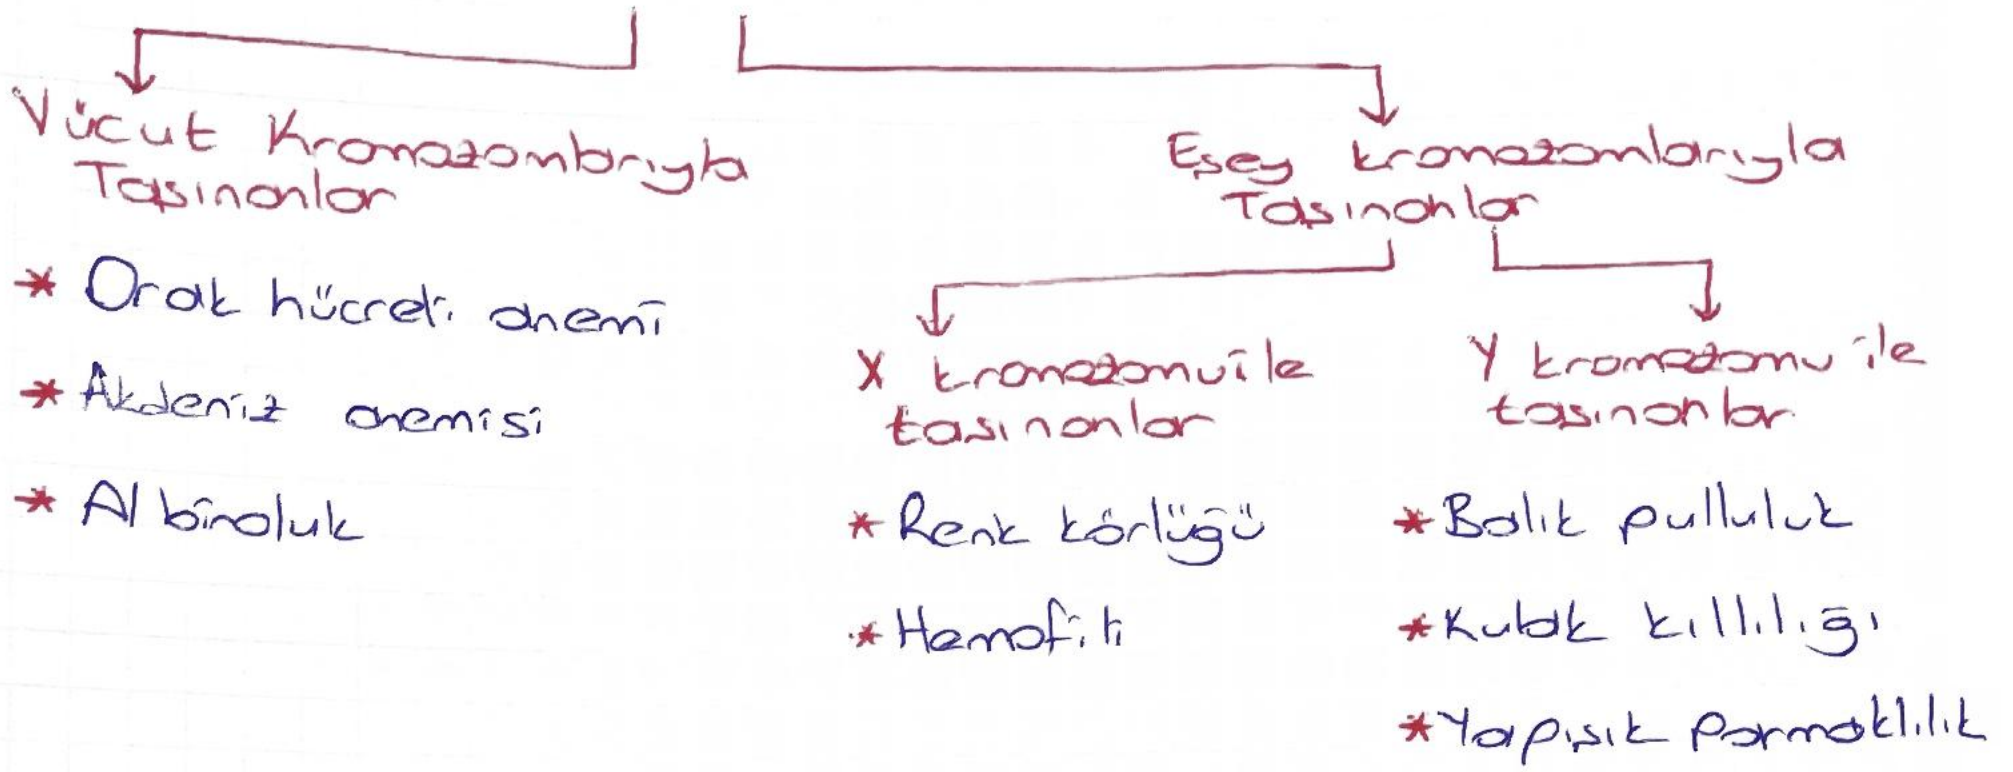 Vücut Kromozomlarıyla
Taşınanlar
* Orak hücreli anemi
* Akdeniz anemisi
* Albinoluk
Eşey kromozomlarıyla
Taşınanlar
X kromozomu ile
taşınanlar
* Renk körlüğü
* Hemofili
Y kromozomu ile
taşınanlar
* Balık pulluluk
* Kulak kıllılığı
* Yapışık parmaklılık